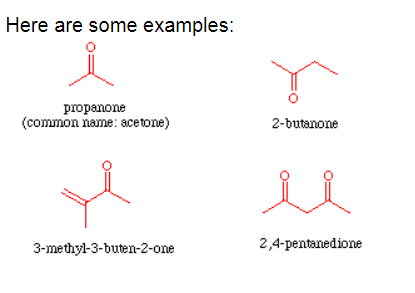 Here are some examples:
O
propanone
(common name: acetone)
O
2-butanone
O
3-methyl-3-buten-2-one
O O
2,4-pentanedione